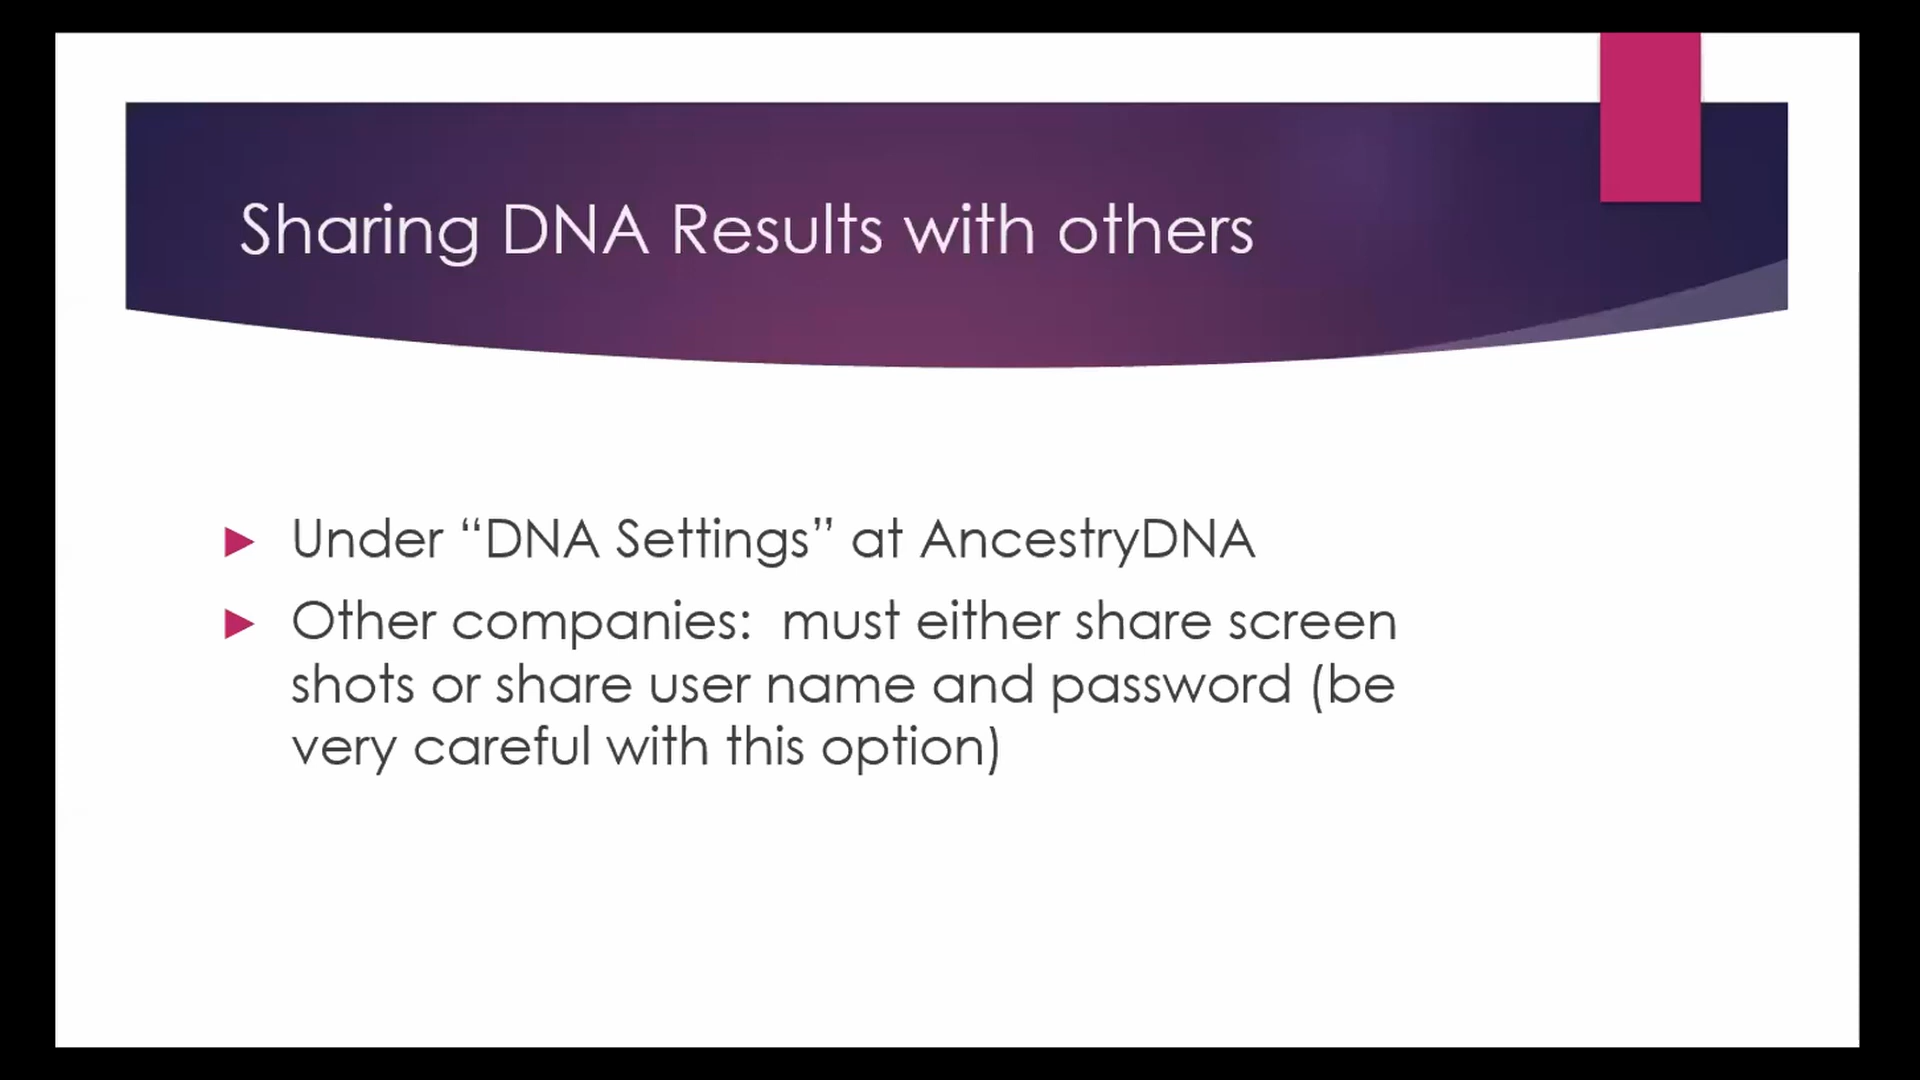 Sharing DNA Results with others
Under “DNA Settings” at AncestryDNA
Other companies:  must either share screen
shots or share user name and password (be
very careful with this option)